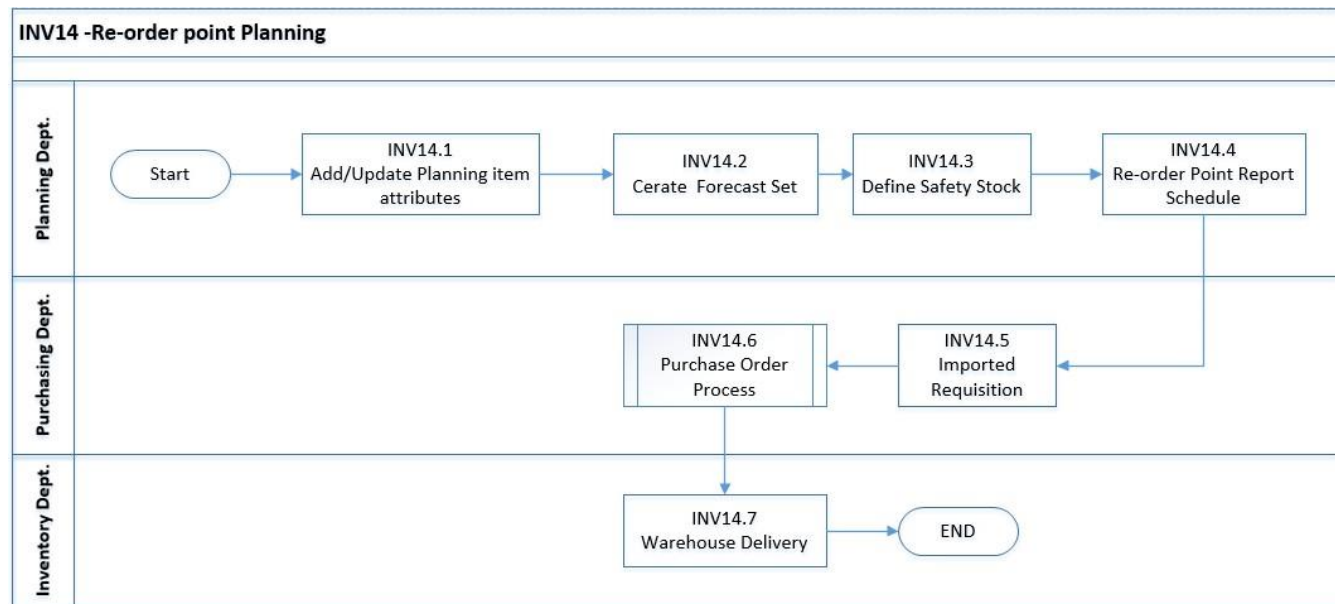 INV14 -Re-order point Planning
Planning Dept.
Start
INV14.1
Add/Update Planning item
attributes
INV14.2
Cerate Forecast Set
INV14.3
Define Safety Stock
INV14.4
Re-order Point Report
Schedule
Purchasing Dept.
INV14.6
Purchase Order
Process
INV14.5
Imported
Requisition
Inventory Dept.
INV14.7
Warehouse Delivery
END